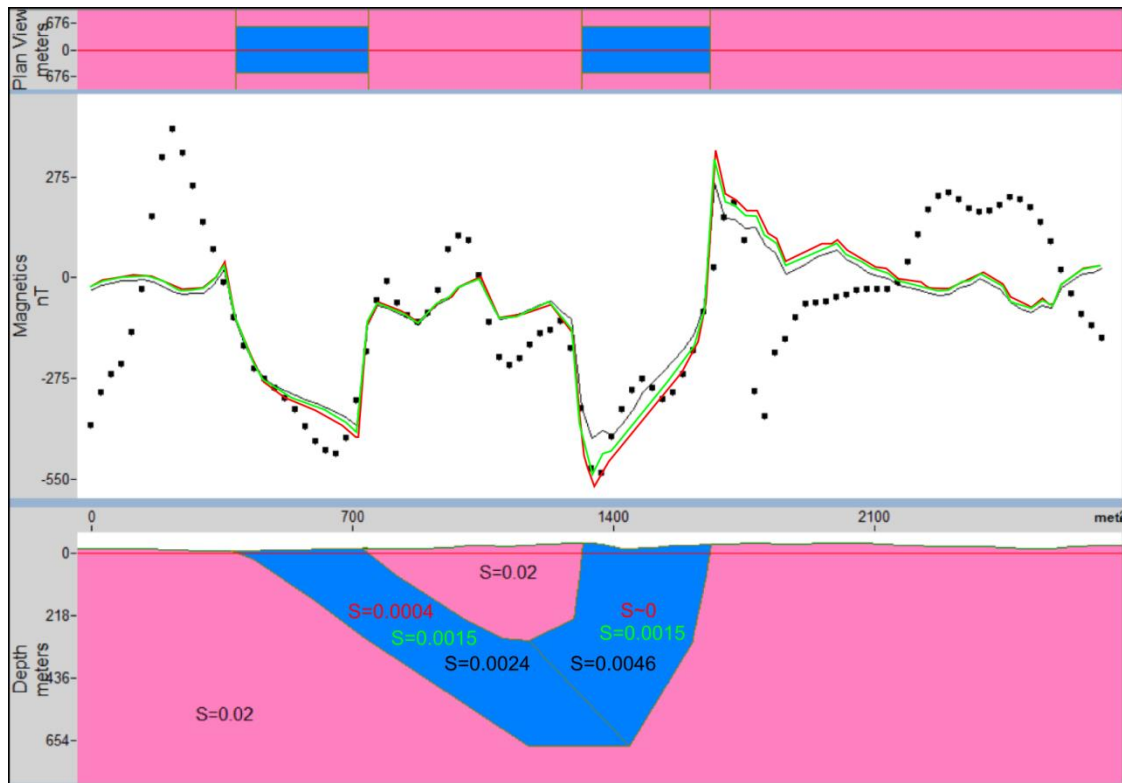 Plan View
meters
676
0
676
Magnetics
nT
275
0
-275
-550
0
700
1400
2100
Depth
meters
0
218
436
654
S=0.02
S=0.0004
S~0
S=0.0015
S=0.0015
S=0.0024
S=0.0046
S=0.02